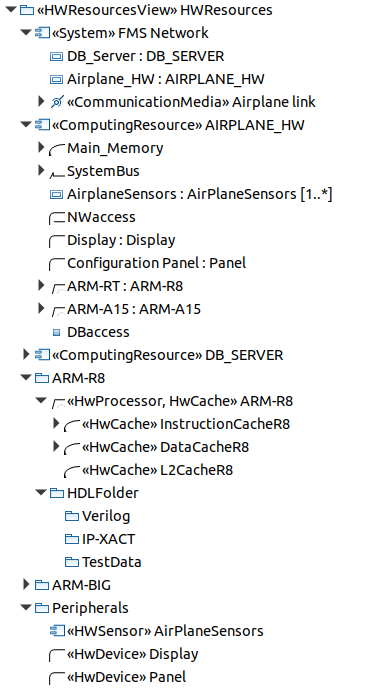 «HWResourcesView» HWResources
«System» FMS Network
DB_Server : DB_SERVER
Airplane_HW : AIRPLANE_HW
«CommunicationMedia» Airplane link
«ComputingResource» AIRPLANE_HW
Main_Memory
SystemBus
AirplaneSensors : AirPlaneSensors [1..*]
NWaccess
Display : Display
Configuration Panel : Panel
ARM-RT : ARM-R8
ARM-A15 : ARM-A15
DBaccess
«ComputingResource» DB_SERVER
ARM-R8
«HwProcessor, HwCache» ARM-R8
«HwCache» InstructionCacheR8
«HwCache» DataCacheR8
«HwCache» L2CacheR8
HDLFolder
Verilog
IP-XACT
TestData
ARM-BIG
Peripherals
«HWSensor» AirPlaneSensors
«HwDevice» Display
«HwDevice» Panel